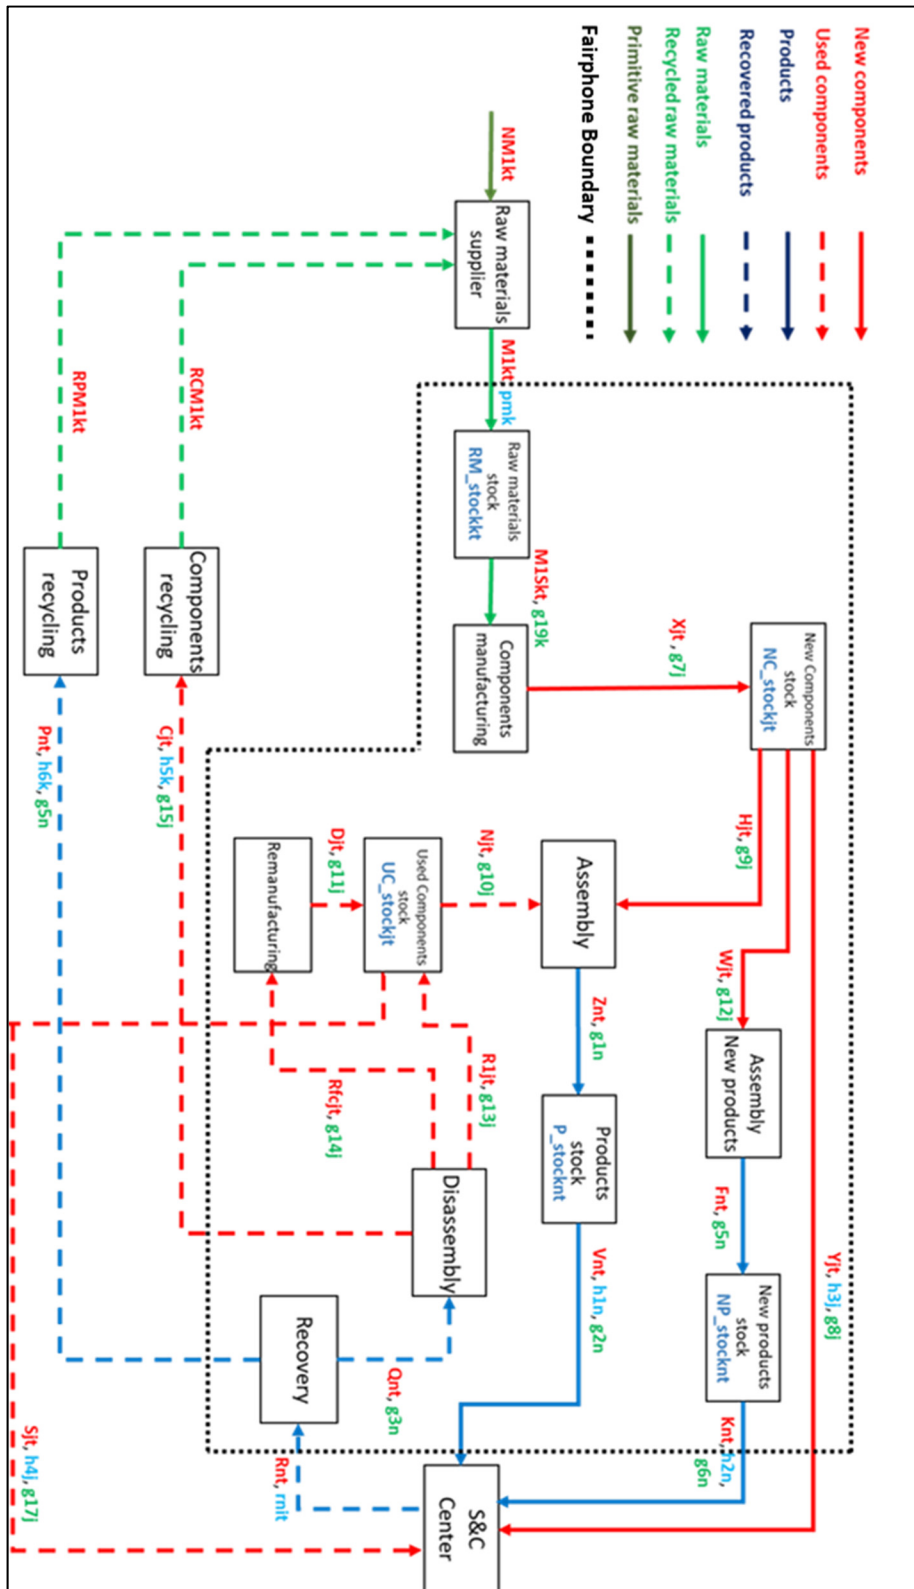 New components
Used components
Products
Recovered products
Raw materials
Recycled raw materials
Primitive raw materials
Fairphone Boundary
New Components
stock
NC_stockjt
Yjt, h3j, g8j
Hjt, g9j
Wjt, g12j
Assembly
New products
Fnt, g5n
New products
stock
NP_stocknt
Knt, h2n,
g6n
Xjt , g7j
NM1kt
Raw materials
supplier
M1kt, pmk
Raw materials
stock
RM_stockkt
M1Skt, g19k
Components
manufacturing
Assembly
Znt, g1n
Products
stock
P_stocknt
Vnt, h1n, g2n
Njt, g10j
Used Components
stock
UC_stockjt
Djt, g11j
Remanufacturing
R1jt, g13j
Rfcjt, g14j
Disassembly
Qnt, g3n
Recovery
Rnt, rnit
S&C
Center
RCM1kt
Components
recycling
Cjt, h5k, g15j
RPM1kt
Products
recycling
Pnt, h6k, g5n
Sjt, h4j, g17j